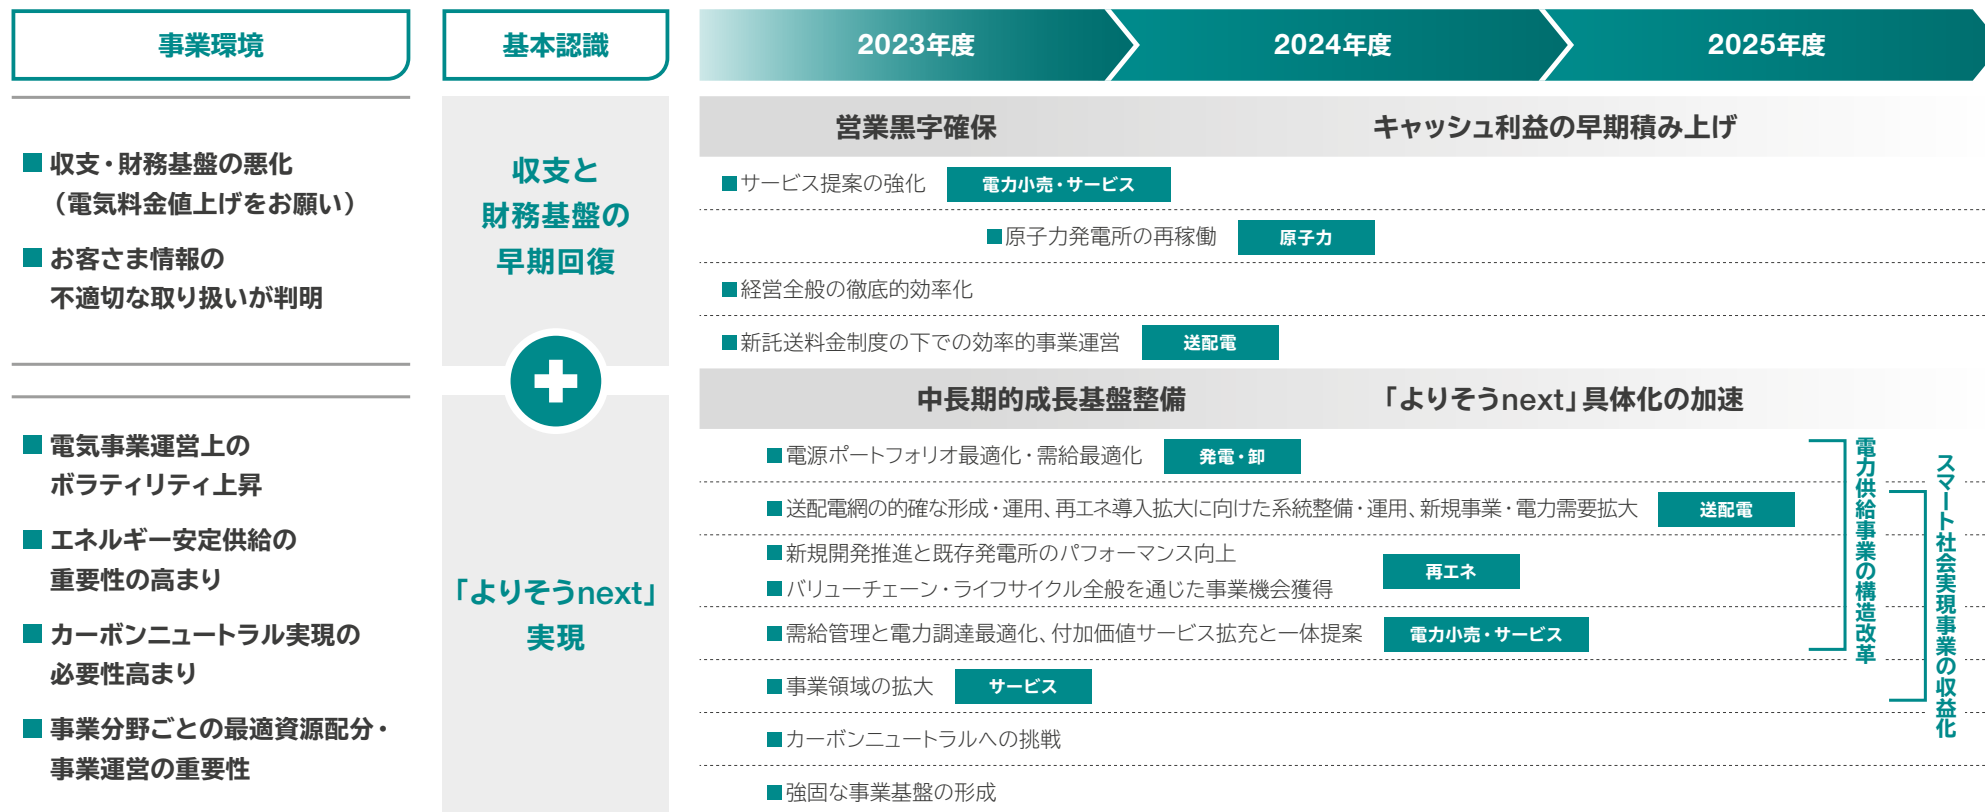 事業環境
基本認識
2023年度
2024年度
2025年度
■ 収支・財務基盤の悪化
（電気料金値上げをお願い）
■ お客さま情報の
不適切な取り扱いが判明
収支と
財務基盤の
早期回復
営業黒字確保
キャッシュ利益の早期積み上げ
■サービス提案の強化
電力小売・サービス
■原子力発電所の再稼働
原子力
■経営全般の徹底的効率化
■新託送料金制度の下での効率的事業運営
送配電
■ 電気事業運営上の
ボラティリティ上昇
■ エネルギー安定供給の
重要性の高まり
■ カーボンニュートラル実現の
必要性高まり
■ 事業分野ごとの最適資源配分・
事業運営の重要性
「よりそうnext」
実現
中長期的成長基盤整備
「よりそうnext」具体化の加速
■電源ポートフォリオ最適化・需給最適化
発電・卸
■送配電網の的確な形成・運用、再エネ導入拡大に向けた系統整備・運用、新規事業・電力需要拡大
送配電
■新規開発推進と既存発電所のパフォーマンス向上
■バリューチェーン・ライフサイクル全般を通じた事業機会獲得
再エネ
■需給管理と電力調達最適化、付加価値サービス拡充と一体提案
電力小売・サービス
■事業領域の拡大
サービス
■カーボンニュートラルへの挑戦
■強固な事業基盤の形成
電力供給事業の構造改革
スマート社会実現事業の収益化